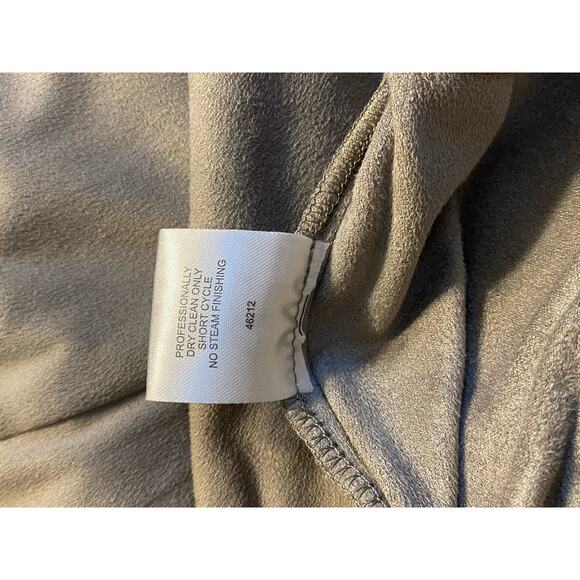 PROFESSIONALLY
DRY CLEAN ONLY
SHORT CYCLE
NO STEAM FINISHING
46212